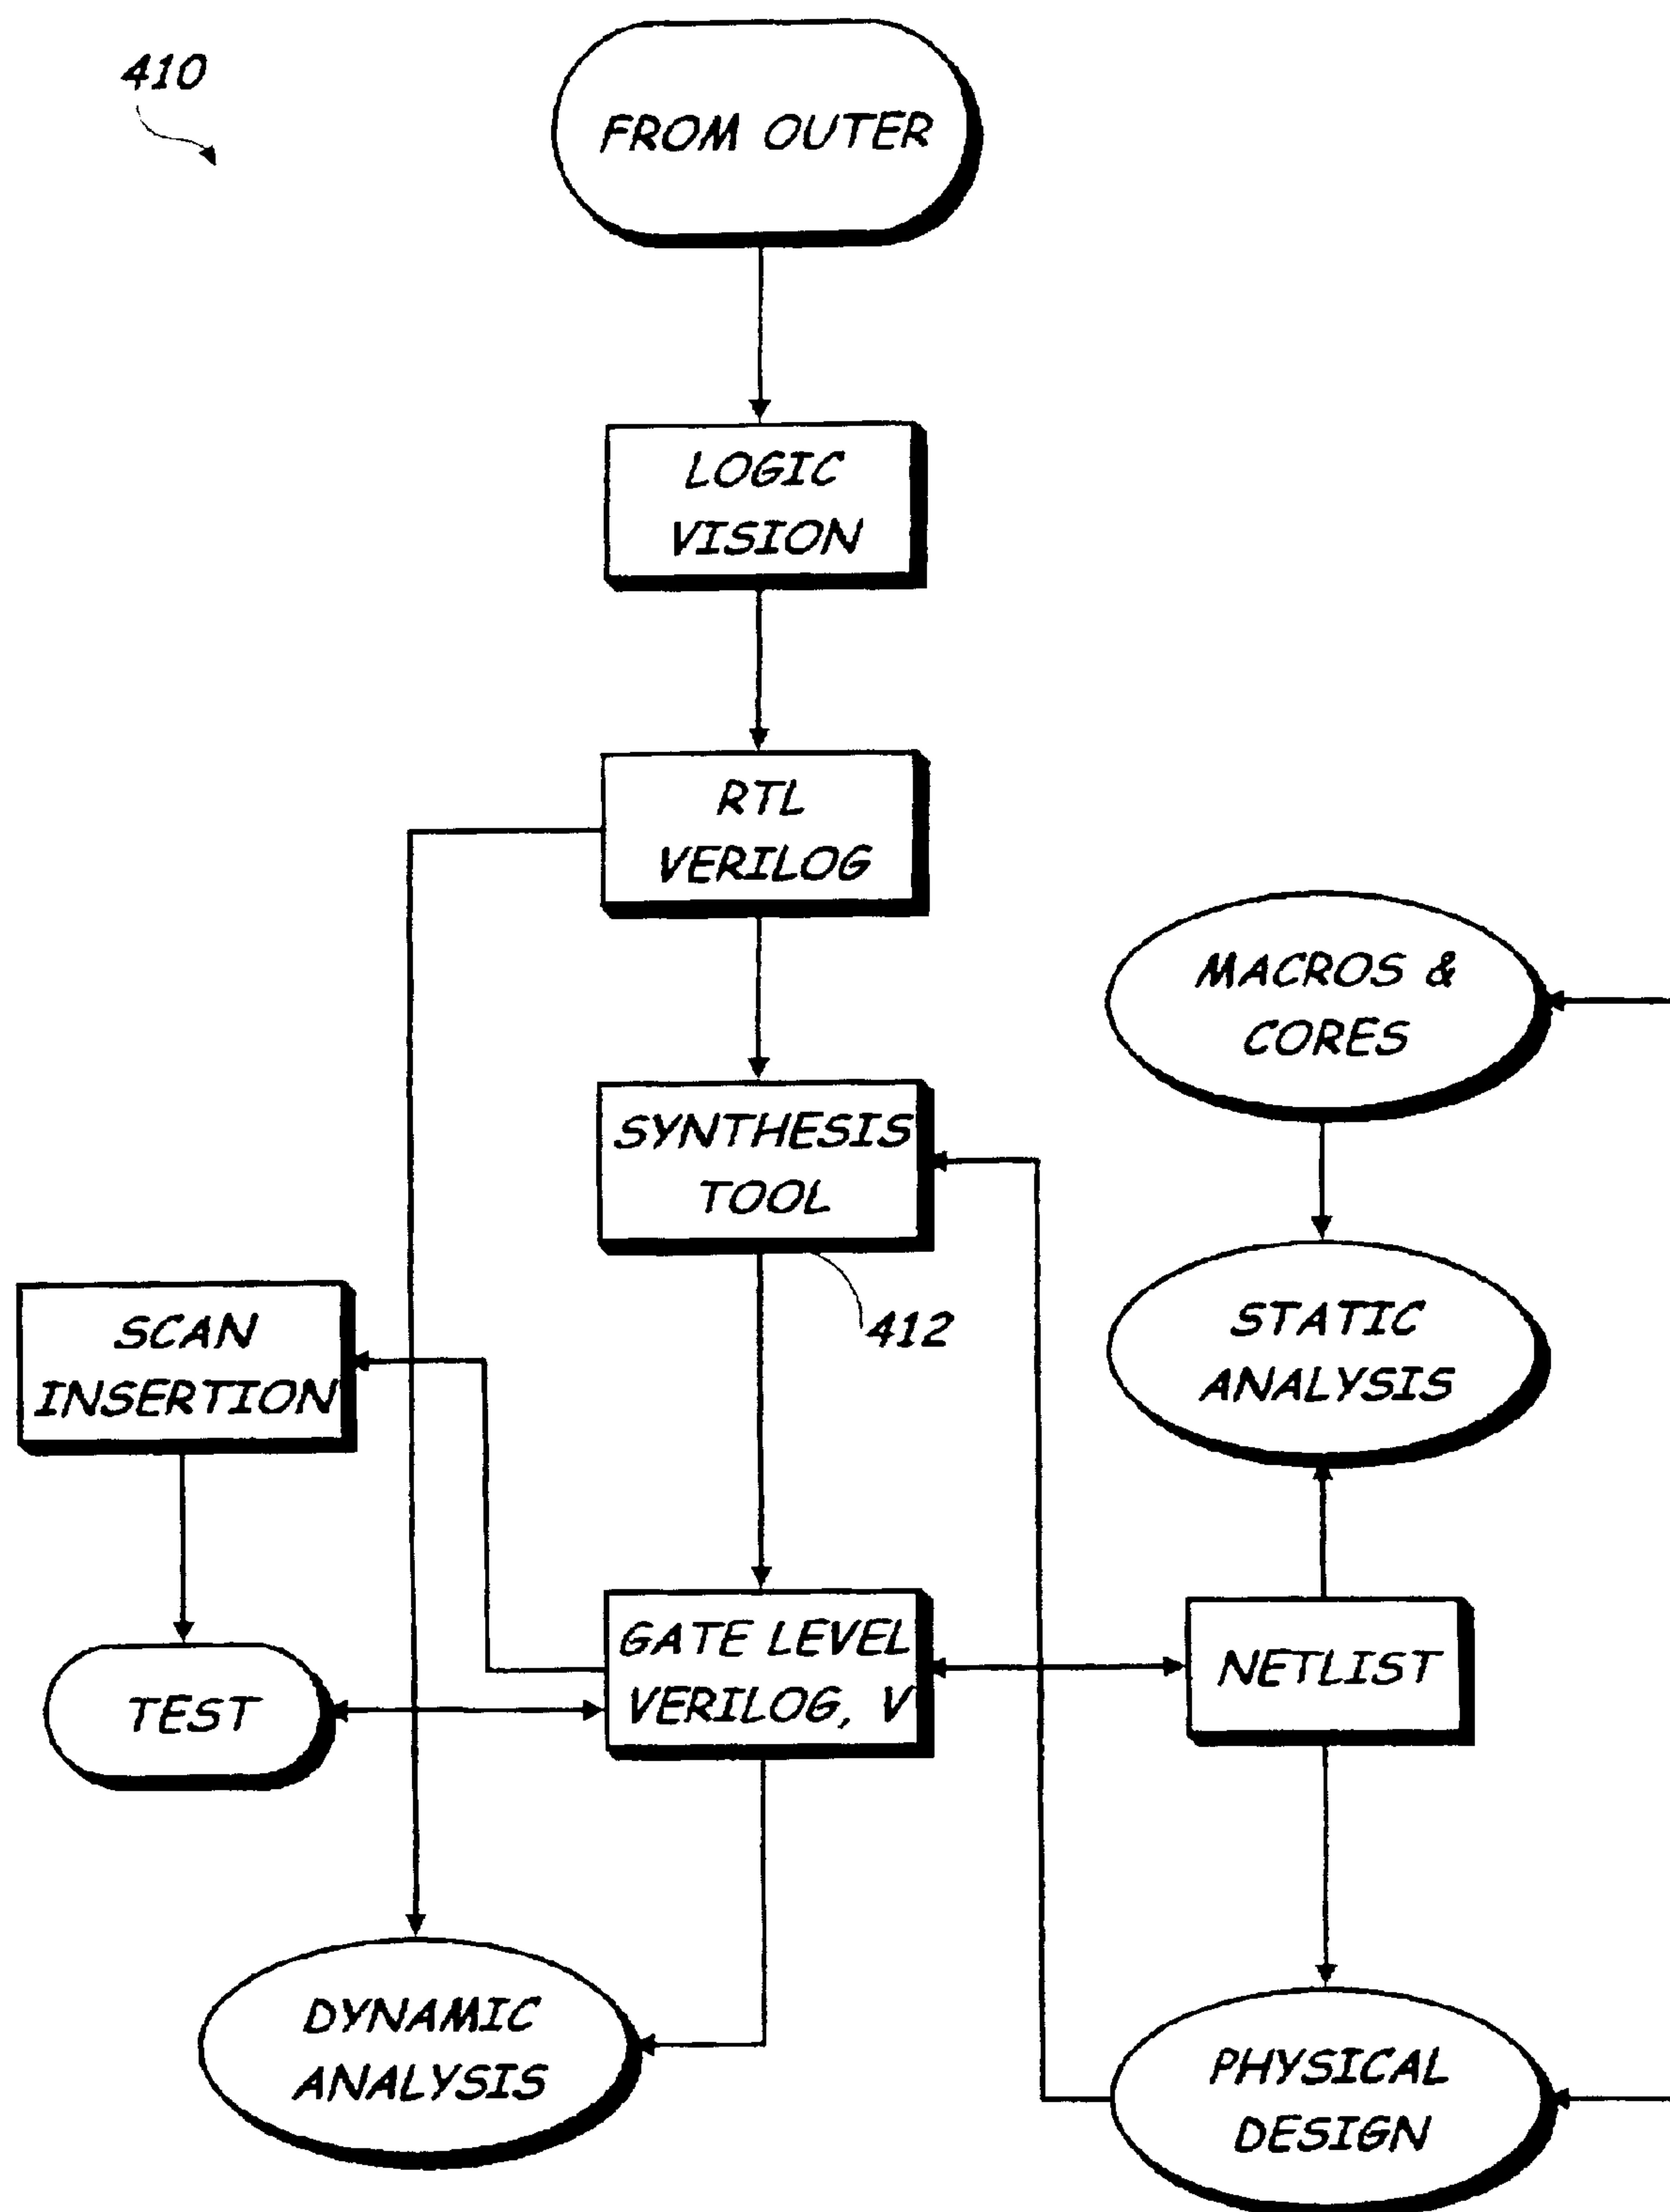 410
FROM OUTER
LOGIC
VISION
RTL
VERILOG
MACROS &
CORES
SYNTHESIS
TOOL
412
SCAN
INSERTION
STATIC
ANALYSIS
GATE LEVEL
VERILOG, V
NETLIST
TEST
DYNAMIC
ANALYSIS
PHYSICAL
DESIGN